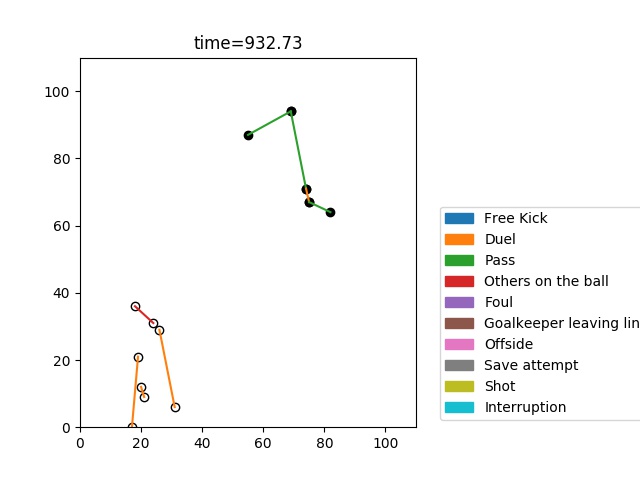 time=932.73
100
80
60
40
20
0
0 20 40 60 80 100
Free Kick
Duel
Pass
Others on the ball
Foul
Goalkeeper leaving lin
Offside
Save attempt
Shot
Interruption